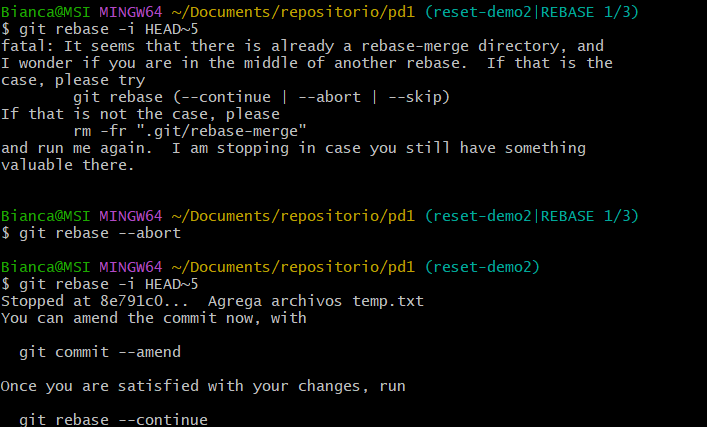 Bianca@MSI MINGW64 ~/Documents/repositorio/pd1 (reset-demo2|REBASE 1/3)
$ git rebase -i HEAD~5
fatal: It seems that there is already a rebase-merge directory, and
I wonder if you are in the middle of another rebase.  If that is the
case, please try
        git rebase (--continue | --abort | --skip)
If that is not the case, please
        rm -fr ".git/rebase-merge"
and run me again.  I am stopping in case you still have something
valuable there.
Bianca@MSI MINGW64 ~/Documents/repositorio/pd1 (reset-demo2|REBASE 1/3)
$ git rebase --abort
Bianca@MSI MINGW64 ~/Documents/repositorio/pd1 (reset-demo2)
$ git rebase -i HEAD~5
Stopped at 8e791c0...  Agrega archivos temp.txt
You can amend the commit now, with
  git commit --amend
Once you are satisfied with your changes, run
  git rebase --continue